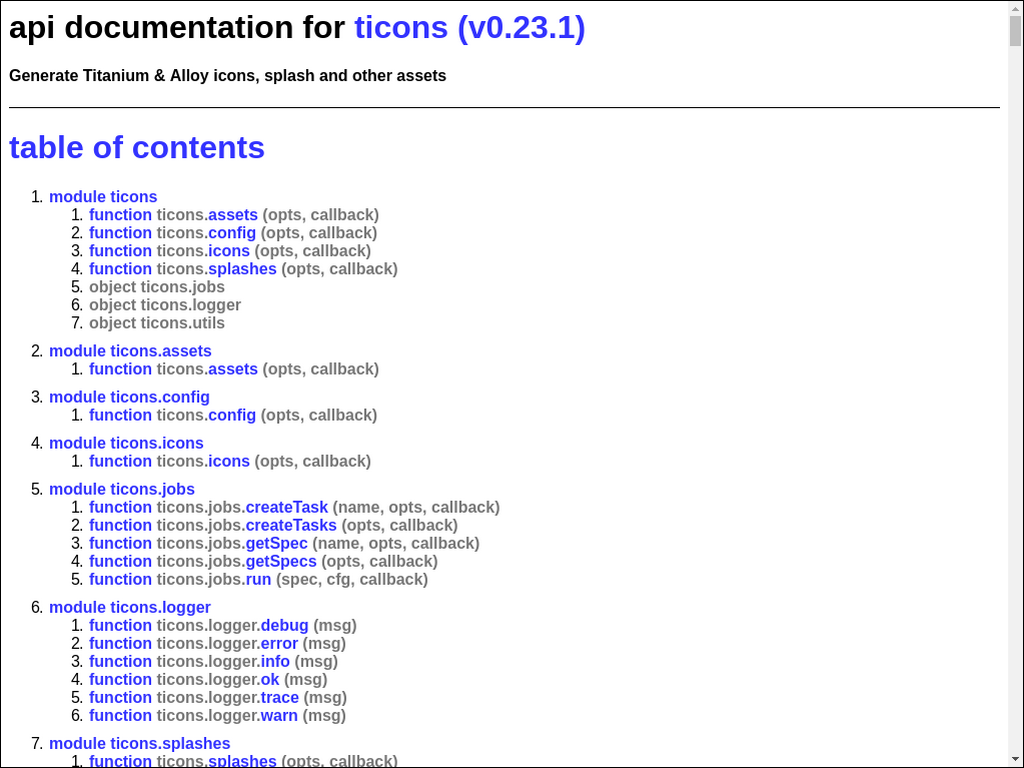 api documentation for ticons (v0.23.1)
Generate Titanium & Alloy icons, splash and other assets
table of contents
1. module ticons
1. function ticons.assets (opts, callback)
2. function ticons.config (opts, callback)
3. function ticons.icons (opts, callback)
4. function ticons.splashes (opts, callback)
5. object ticons.jobs
6. object ticons.logger
7. object ticons.utils
2. module ticons.assets
1. function ticons.assets (opts, callback)
3. module ticons.config
1. function ticons.config (opts, callback)
4. module ticons.icons
1. function ticons.icons (opts, callback)
5. module ticons.jobs
1. function ticons.jobs.createTask (name, opts, callback)
2. function ticons.jobs.createTasks (opts, callback)
3. function ticons.jobs.getSpec (name, opts, callback)
4. function ticons.jobs.getSpecs (opts, callback)
5. function ticons.jobs.run (spec, cfg, callback)
6. module ticons.logger
1. function ticons.logger.debug (msg)
2. function ticons.logger.error (msg)
3. function ticons.logger.info (msg)
4. function ticons.logger.ok (msg)
5. function ticons.logger.trace (msg)
6. function ticons.logger.warn (msg)
7. module ticons.splashes
1. function ticons.splashes (opts, callback)